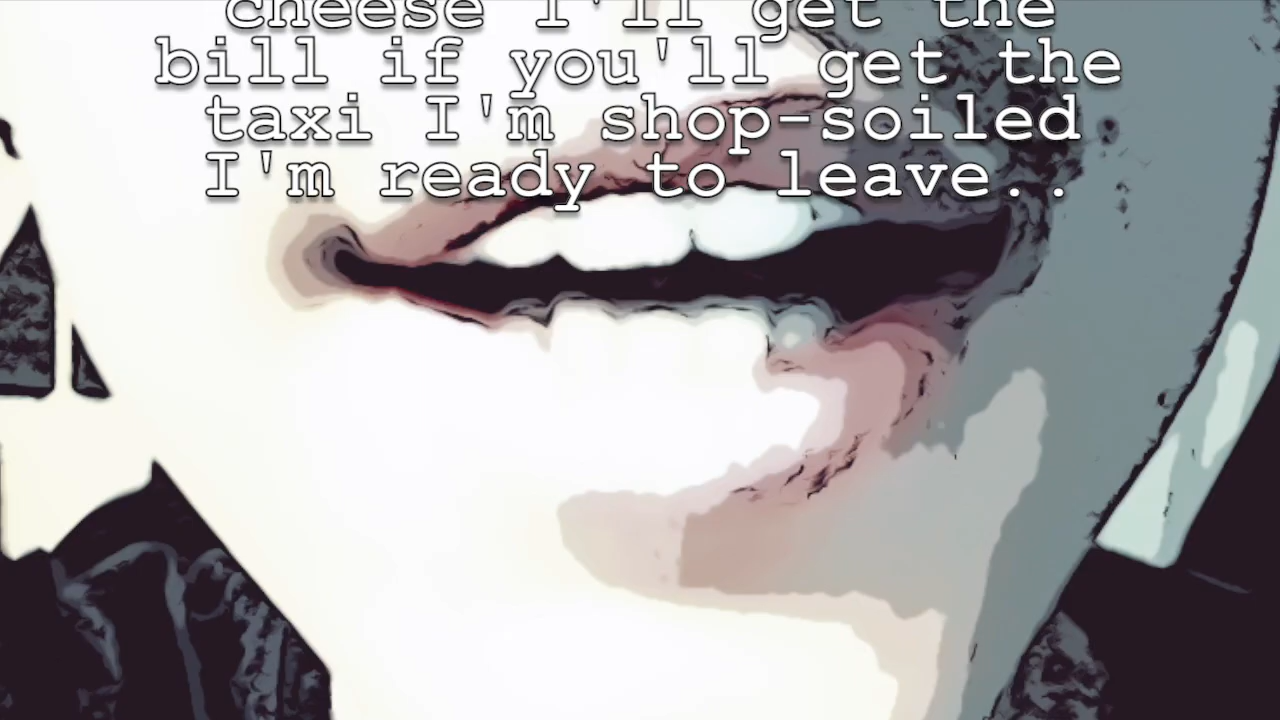 cheese I'll get the
bill if you'll get the
taxi I'm shop-soiled
I'm ready to leave..